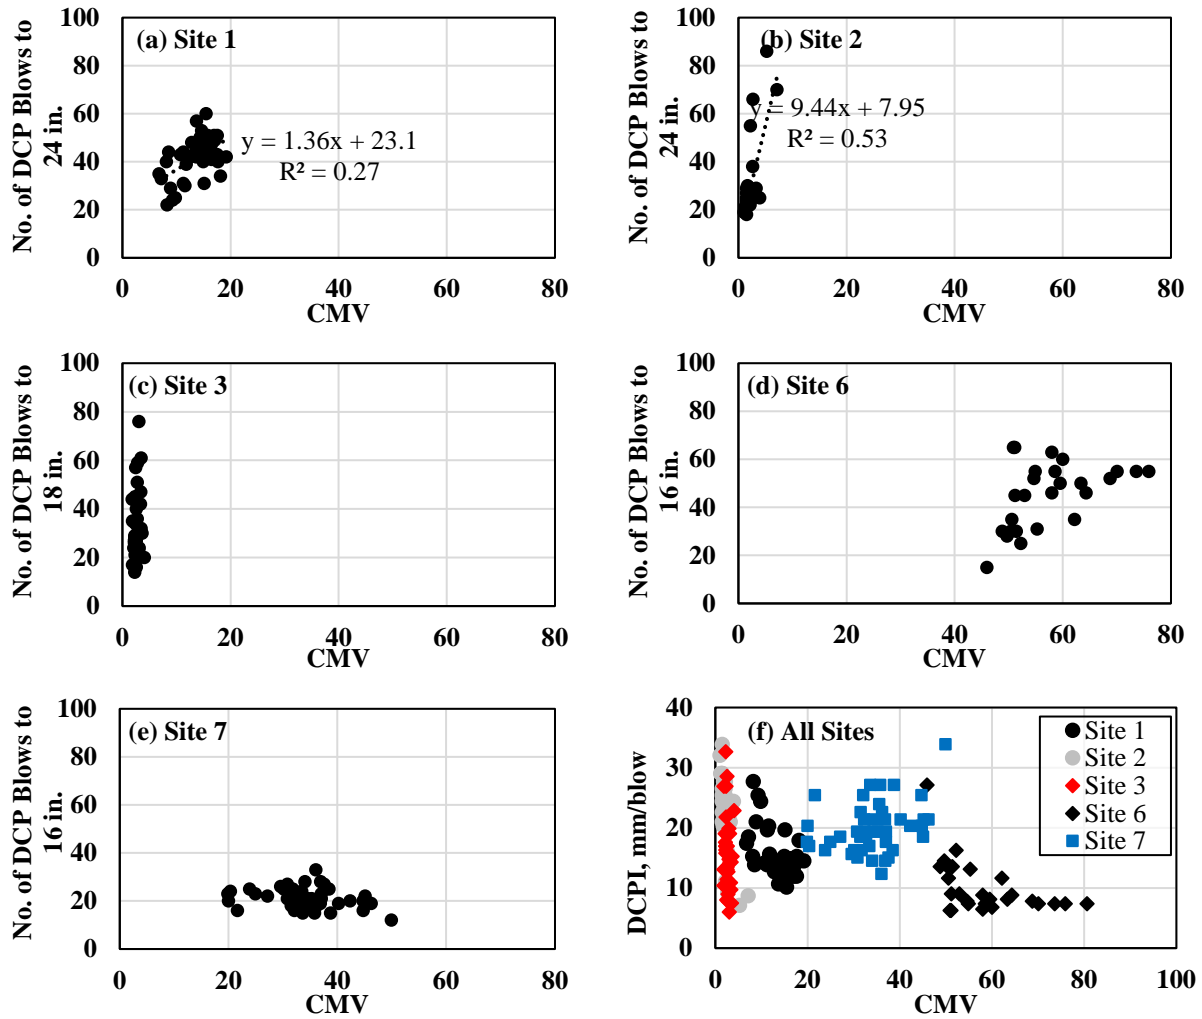 (a) Site 1
No. of DCP Blows to
24 in.
100
80
60
40
20
0
y = 1.36x + 23.1
R² = 0.27
0 20 40 60 80
CMV
(b) Site 2
No. of DCP Blows to
24 in.
100
80
60
40
20
0
y = 9.44x + 7.95
R² = 0.53
0 20 40 60 80
CMV
(c) Site 3
No. of DCP Blows to
18 in.
100
80
60
40
20
0
0 20 40 60 80
CMV
(d) Site 6
No. of DCP Blows to
16 in.
100
80
60
40
20
0
0 20 40 60 80
CMV
(e) Site 7
No. of DCP Blows to
16 in.
100
80
60
40
20
0
0 20 40 60 80
CMV
(f) All Sites
DCPI, mm/blow
40
30
20
10
0
Site 1
Site 2
Site 3
Site 6
Site 7
0 20 40 60 80 100
CMV